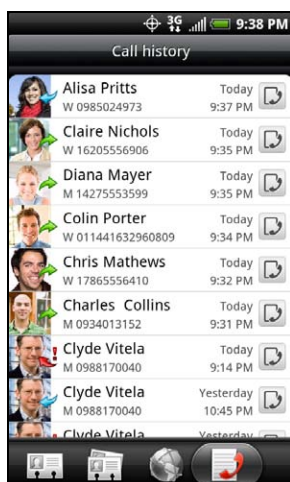 3G 9:38 PM
Call history
Alisa Pritts Today
W 0985024973 9:37 PM
Claire Nichols Today
W 16205556906 9:35 PM
Diana Mayer Today
M 14275553599 9:35 PM
Colin Porter Today
W 011441632960809 9:34 PM
Chris Mathews Today
W 17865556410 9:32 PM
Charles Collins Today
M 0934013152 9:31 PM
Clyde Vitela Today
M 0988170040 9:14 PM
Clyde Vitela Yesterday
M 0988170040 10:45 PM
Clyde Vitela Yesterday